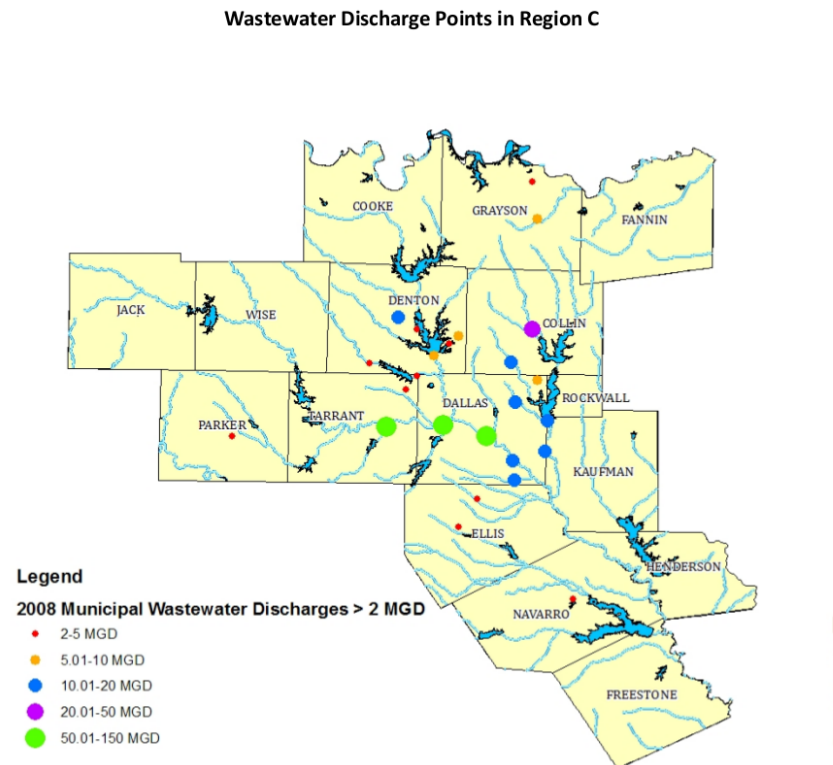 Wastewater Discharge Points in Region C
COOKE
GRAYSON
FANNIN
JACK
WISE
DENTON
COLLIN
PARKER
TARRANT
DALLAS
ROCKWALL
KAUFMAN
ELLIS
HENDERSON
NAVARRO
FREESTONE
Legend
2008 Municipal Wastewater Discharges > 2 MGD
2-5 MGD
5.01-10 MGD
10.01-20 MGD
20.01-50 MGD
50.01-150 MGD